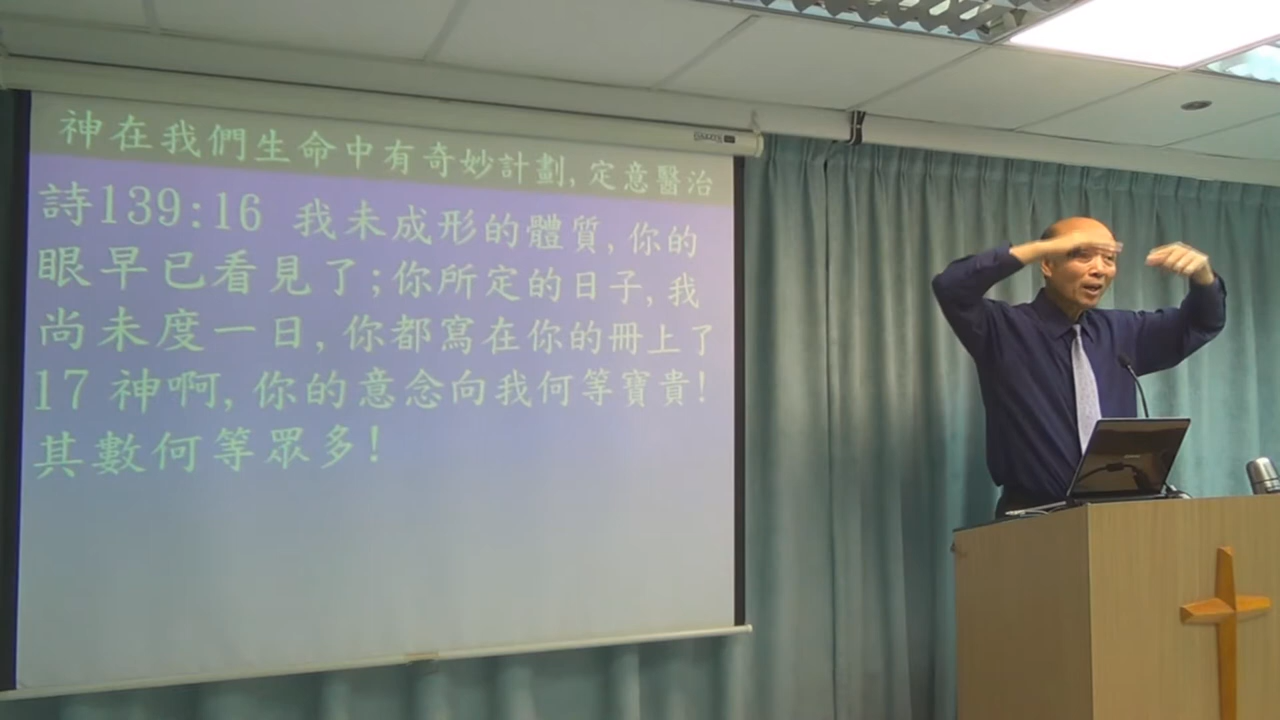 神在我們生命中有奇妙計劃,定意醫治
詩139:16 我未成形的體質,你的
眼早已看見了;你所定的日子,我
尚未度一日,你都寫在你的冊上了
17 神啊,你的意念向我何等寶貴!
其數何等眾多!